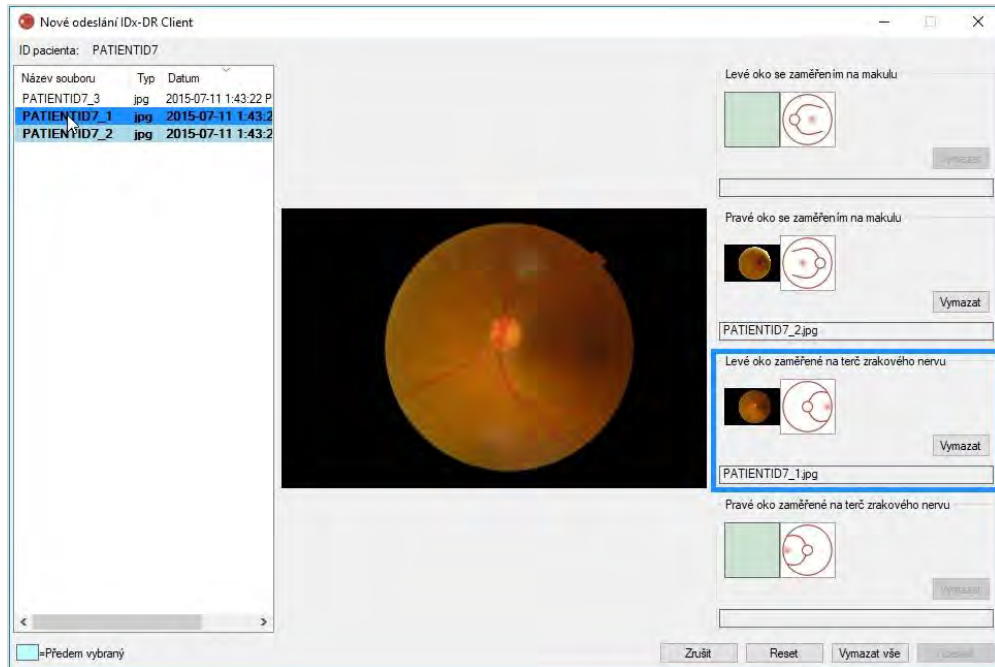 Nové odeslání IDx-DR Client
ID pacienta: PATIENTID7
Název souboru Typ Datum
PATIENTID7_3 jpg 2015-07-11 1:43:22 P
PATIENTID7_1 jpg 2015-07-11 1:43:2
PATIENTID7_2 jpg 2015-07-11 1:43:2
Levé oko se zaměřením na makulu
Vymazat
Pravé oko se zaměřením na makulu
Vymazat
PATIENTID7_2.jpg
Levé oko zaměřené na terč zrakového nervu
Vymazat
PATIENTID7_1.jpg
Pravé oko zaměřené na terč zrakového nervu
Vymazat
=Předem vybraný
Zrušit Reset Vymazat vše